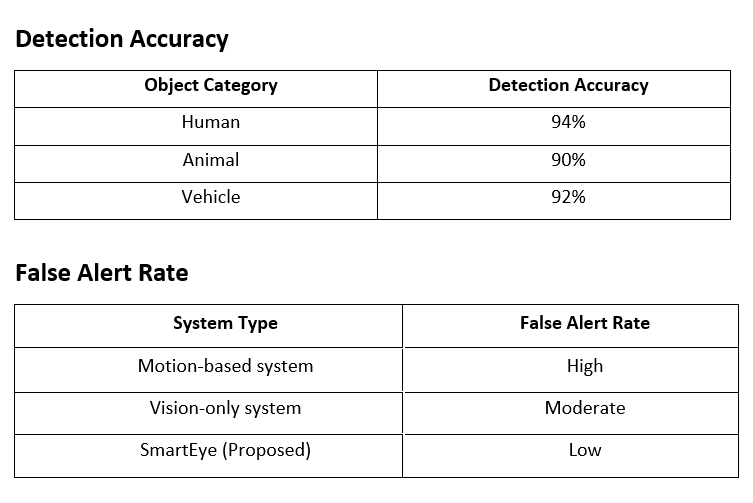 Detection Accuracy
Object Category Detection Accuracy
Human 94%
Animal 90%
Vehicle 92%
False Alert Rate
System Type False Alert Rate
Motion-based system High
Vision-only system Moderate
SmartEye (Proposed) Low